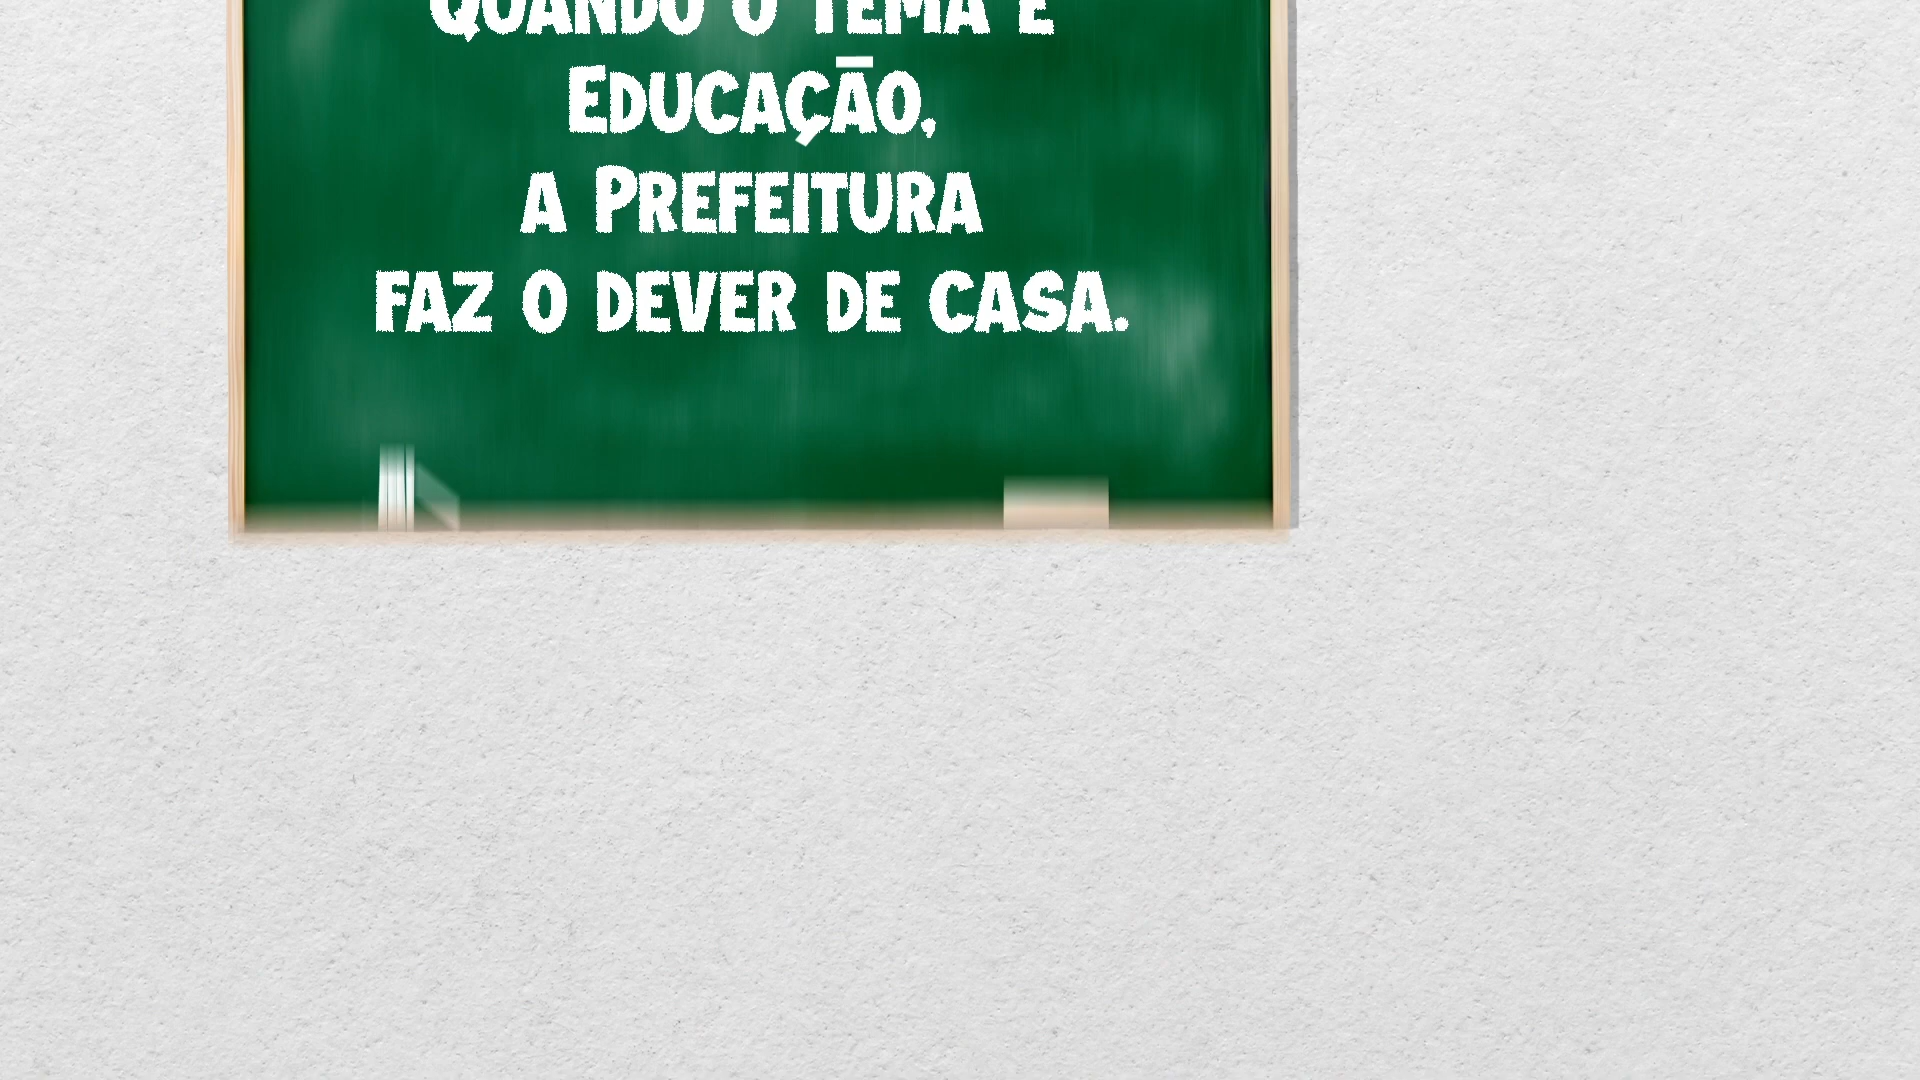 QUANDO O TEMA E
EDUCAÇÃO,
A PREFEITURA
FAZ O DEVER DE CASA.